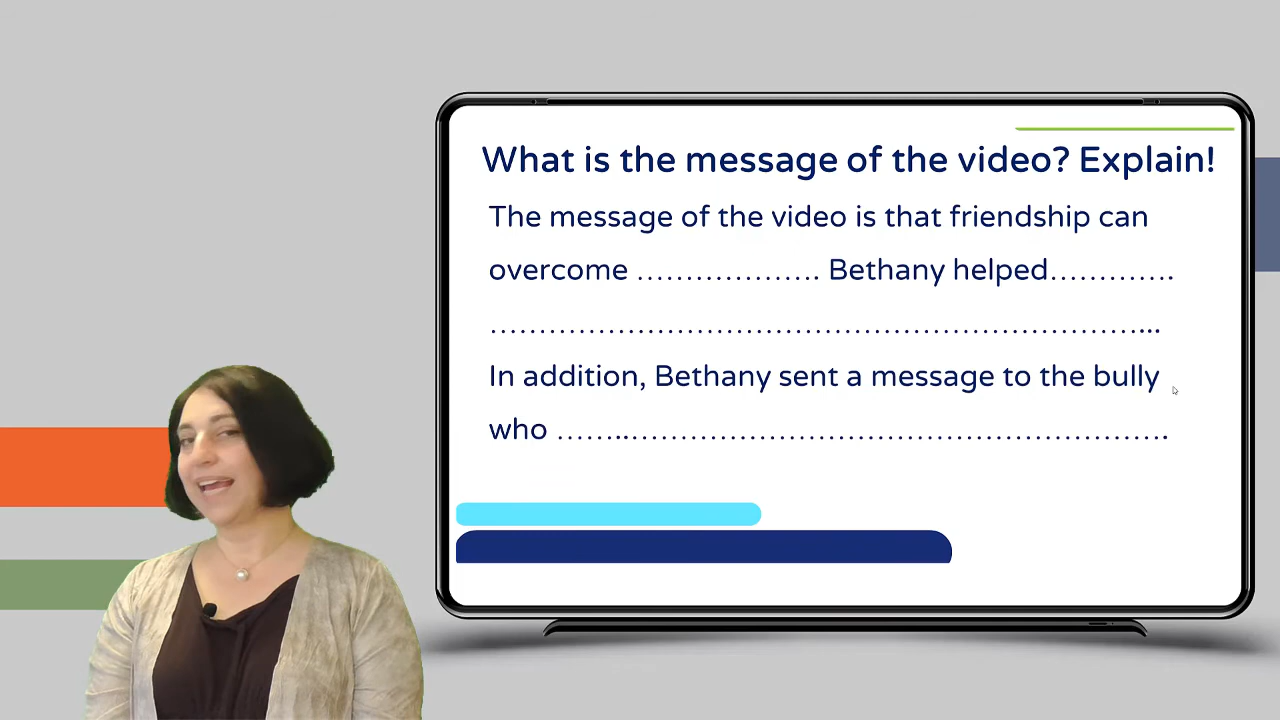 What is the message of the video? Explain!
The message of the video is that friendship can
overcome ………………. Bethany helped………….
…………………………………………………………...
In addition, Bethany sent a message to the bully
who ……..……………………………………………….